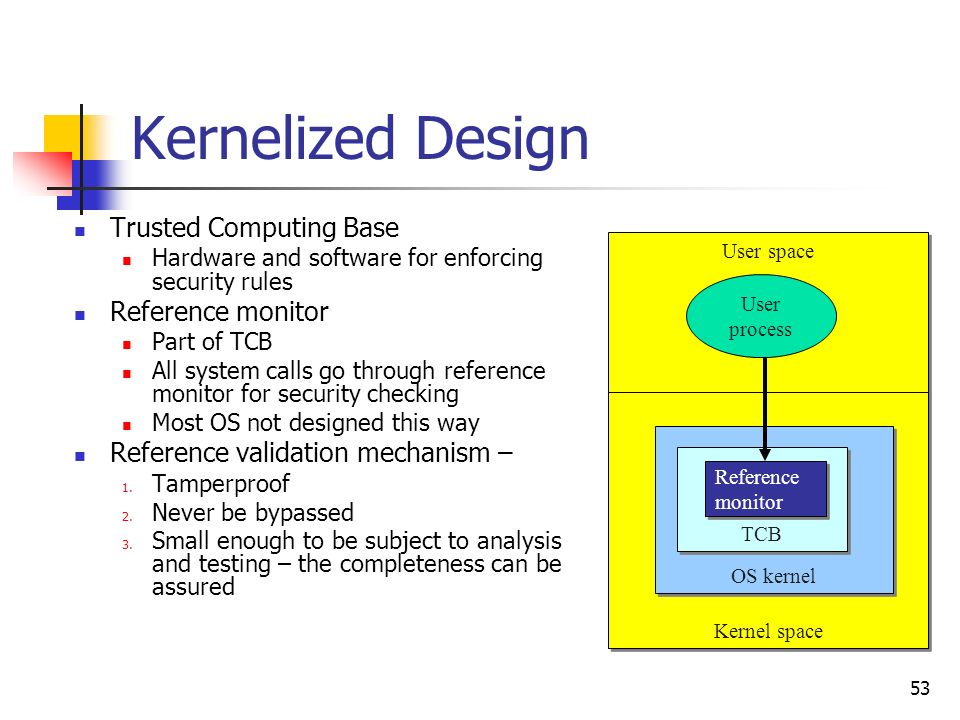 Kernelized Design
Trusted Computing Base
Hardware and software for enforcing
security rules
Reference monitor
Part of TCB
All system calls go through reference
monitor for security checking
Most OS not designed this way
Reference validation mechanism –
1. Tamperproof
2. Never be bypassed
3. Small enough to be subject to analysis
and testing – the completeness can be
assured
User space
User
process
Reference
monitor
TCB
OS kernel
Kernel space
53